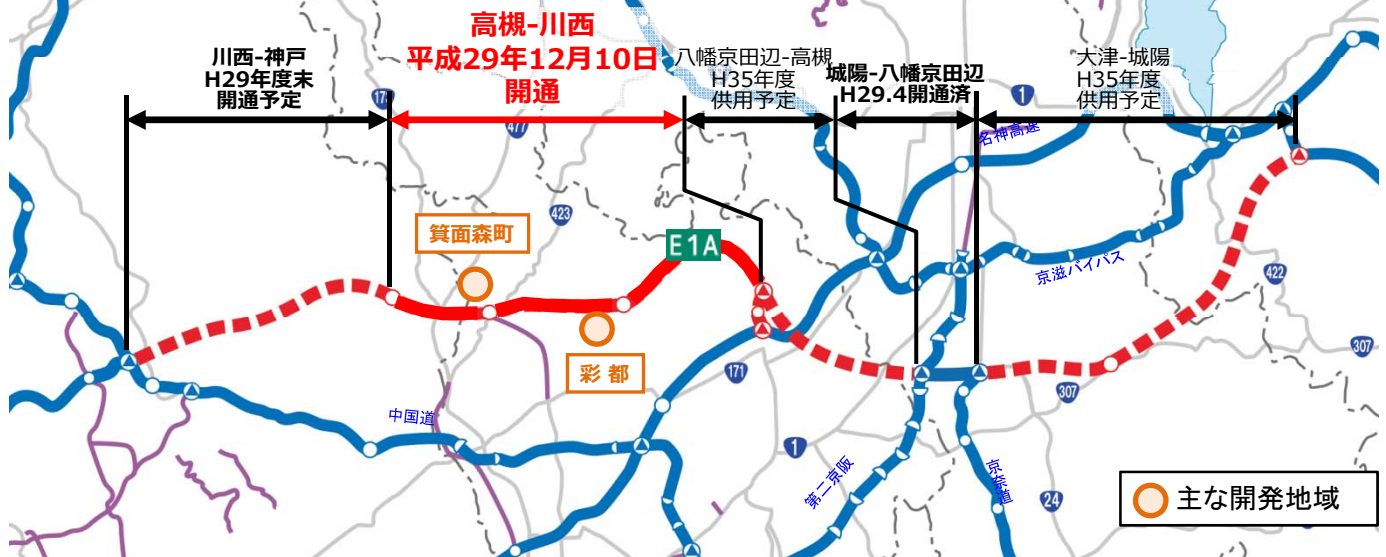 川西-神戸
H29年度末
開通予定
高槻-川西
平成29年12月10日
開通
八幡京田辺-高槻
H35年度
供用予定
城陽-八幡京田辺
H29.4開通済
大津-城陽
H35年度
供用予定
173
477
1
名神高速
423
箕面森町
E1A
京滋バイパス
422
彩都
171
307
307
中国道
1
第二京阪
京奈道
24
主な開発地域